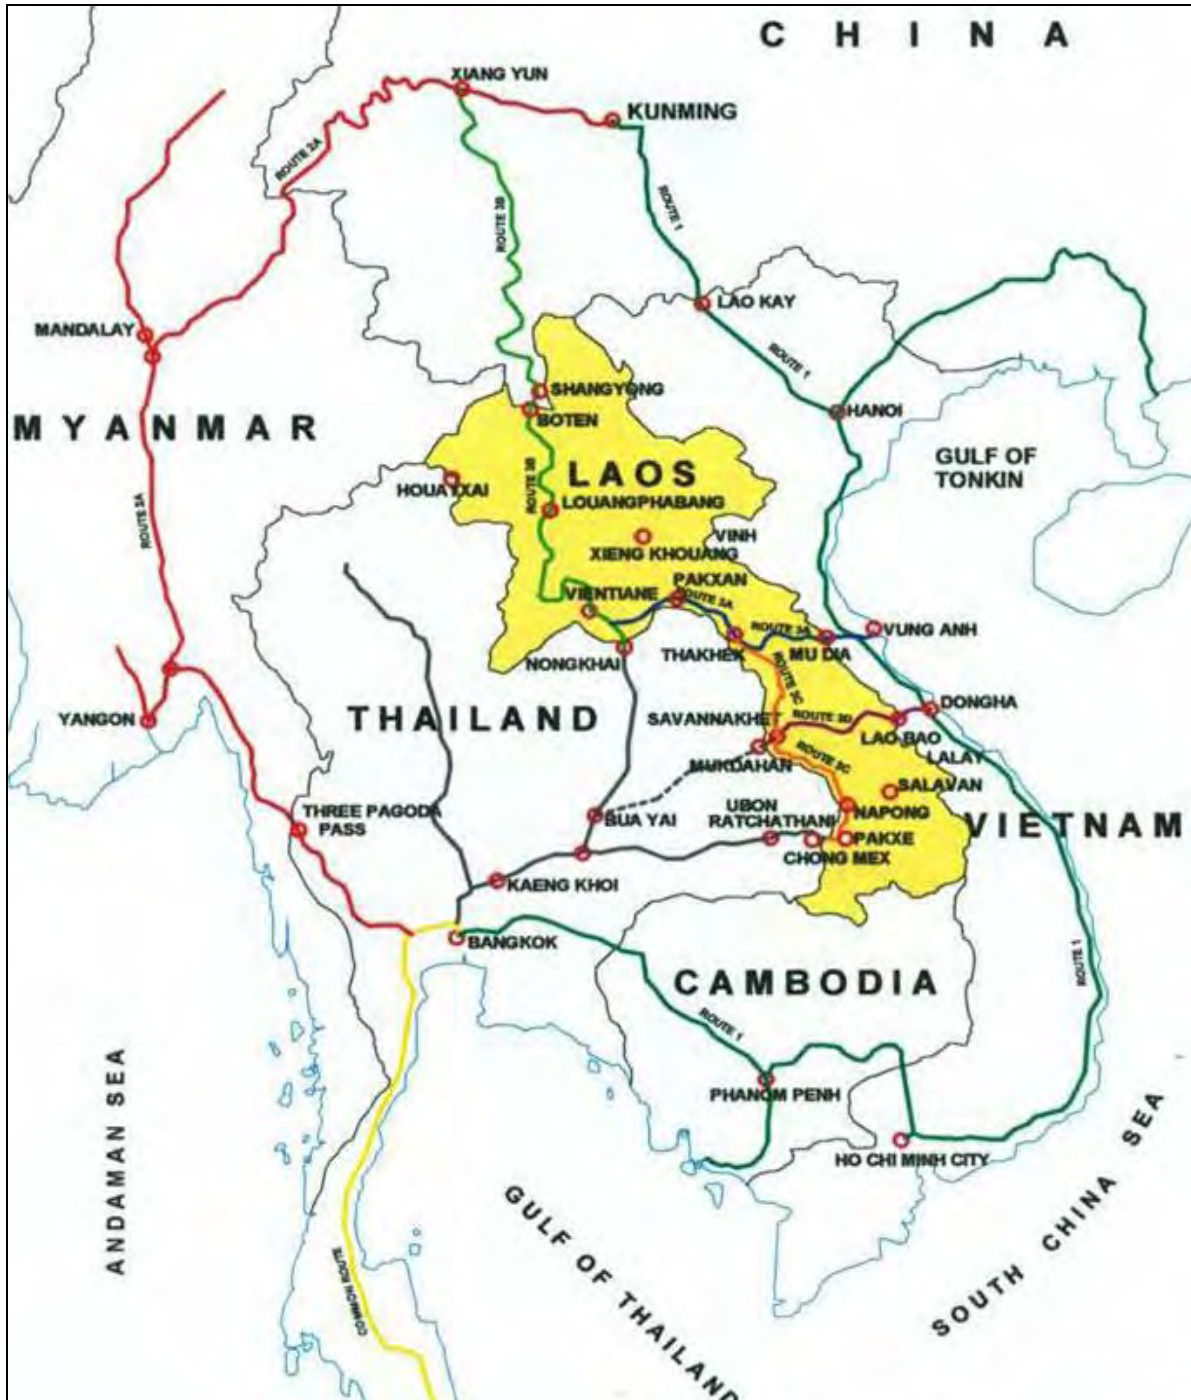 CHINA
XIANG YUN
KUNMING
ROUTE 2A
ROUTE 3B
ROUTE 1
LAO KAY
MANDALAY
ROUTE 1
SHANGYONG
HANOI
BOTEN
MYANMAR
GULF OF
TONKIN
LAOS
HOUAYXAI
ROUTE 3B
LOUANGPHABANG
ROUTE 2A
VINH
XIENG KHOUANG
PAKXAN
VIENTIANE
ROUTE 3A
ROUTE 3A
VUNG ANH
NONGKHAI
THAKHEK
MU DIA
ROUTE 3C
DONGHA
YANGON
THAILAND
SAVANNAKHET
ROUTE 3D
LAO BAO
LALAY
MUKDAHAN
ROUTE 3C
SALAVAN
THREE PAGODA
PASS
BUA YAI
UBON
RATCHATHANI
NAPONG
VIETNAM
PAKXE
CHONG MEX
KAENG KHOI
BANGKOK
CAMBODIA
ROUTE 1
ROUTE 1
PHANOM PENH
HO CHI MINH CITY
ANDAMAN SEA
GULF OF THAILAND
SOUTH CHINA SEA
COMMON ROUTE